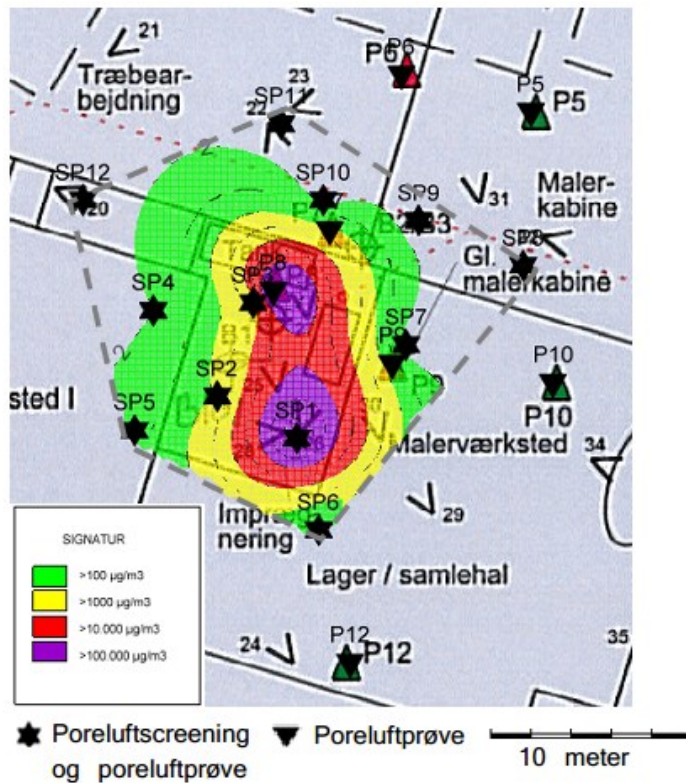 21
P6
P6
Træbear-
bejdning
23
SP11
22
P5
P5
SP12
20
SP10
SP9
31
Maler-
kabine
B2/B3
SP8
Gl.
malerkabine
P8
SP4
SP7
P9
P9
SP2
P10
P10
sted I
SP5
SP1
Malerværksted
34
SP6
Impræg-
nering
29
Lager / samlehal
24
P12
P12
35
SIGNATUR
>100 µg/m3
>1000 µg/m3
>10.000 µg/m3
>100.000 µg/m3
Poreluftscreening
og poreluftprøve
Poreluftprøve
10 meter